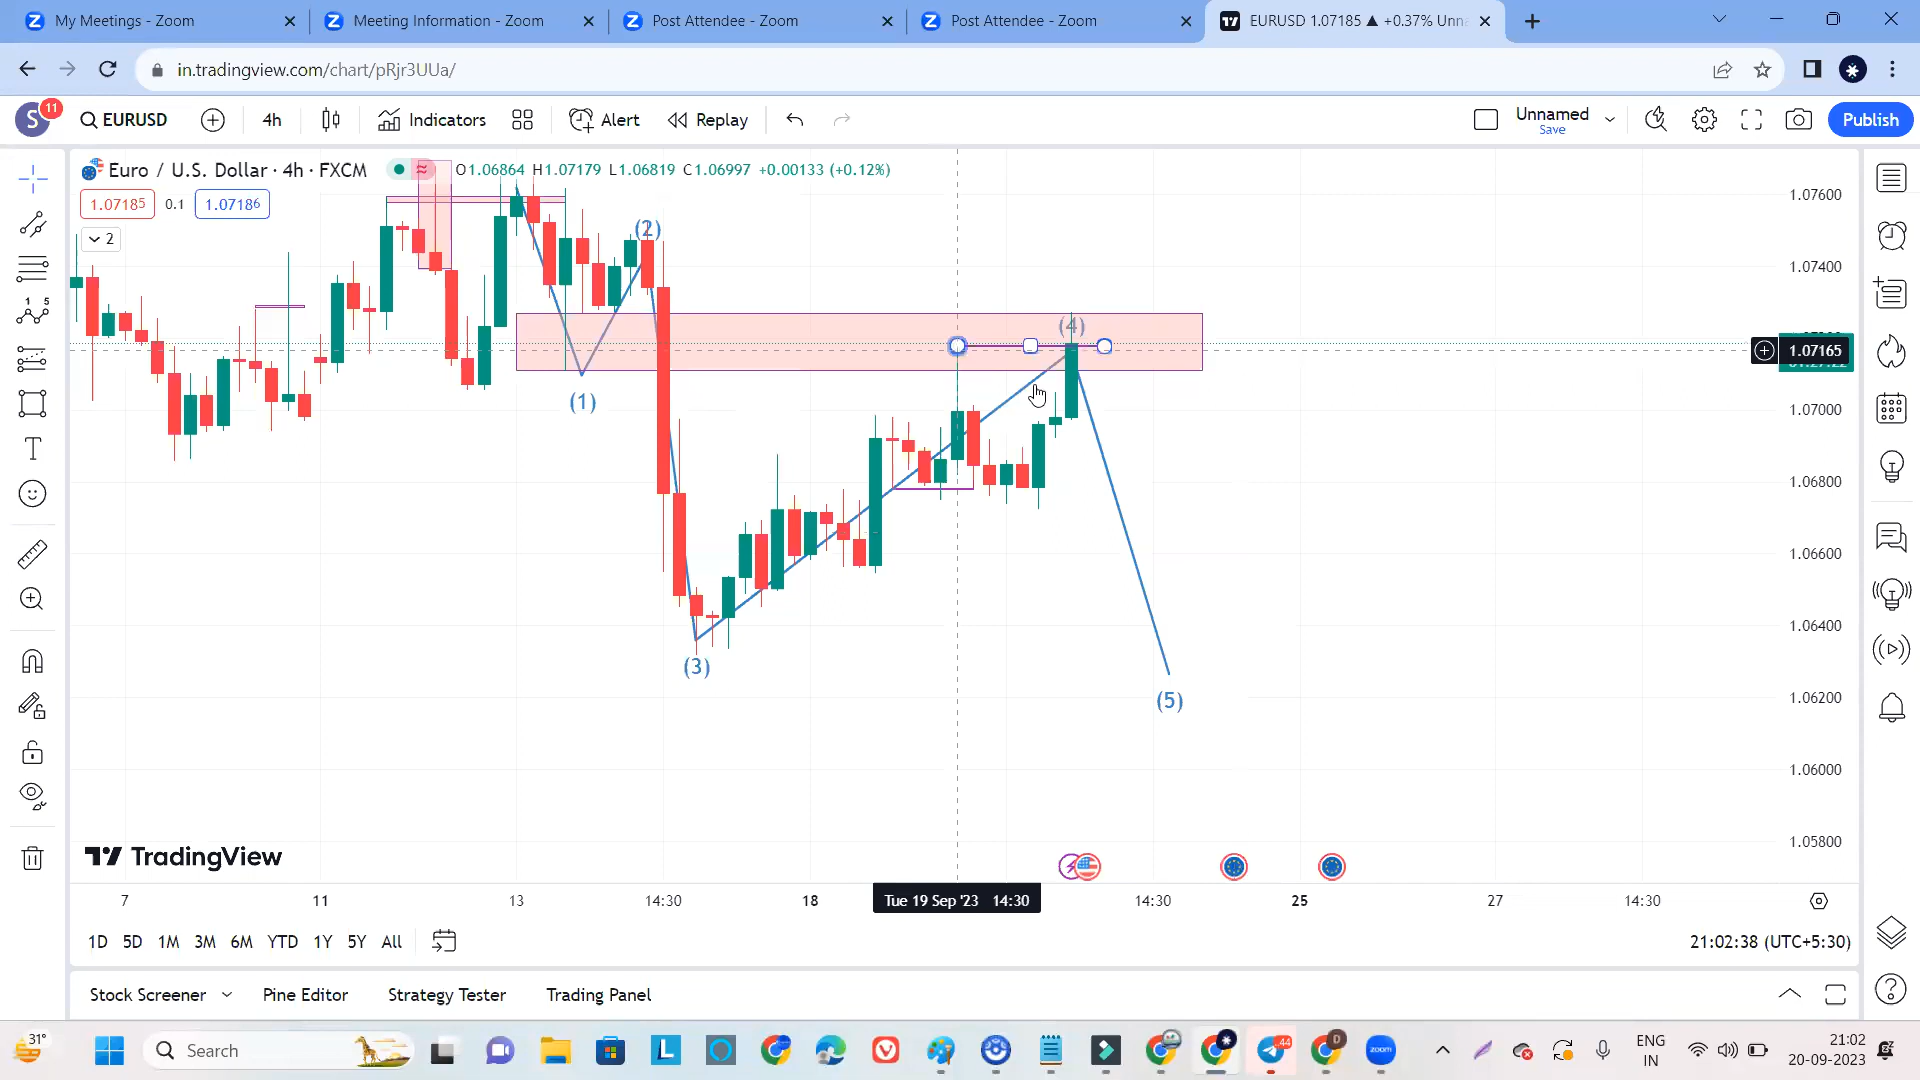 My Meetings - Zoom
Meeting Information - Zoom
Post Attendee - Zoom
Post Attendee - Zoom
EURUSD 1.07185 ▲ +0.37% Unn
in.tradingview.com/chart/pRjr3UUa/
S
11
EURUSD
4h
Indicators
Alert
Replay
Unnamed
Save
Publish
Euro / U.S. Dollar · 4h · FXCM
O1.06864 H1.07179 L1.06819 C1.06997 +0.00133 (+0.12%)
1.07185
0.1
1.07186
2
(1)
(2)
(3)
(4)
(5)
1.07600
1.07400
1.07165
1.07000
1.06800
1.06600
1.06400
1.06200
1.06000
1.05800
TradingView
7
11
13
14:30
18
Tue 19 Sep '23 14:30
14:30
25
27
14:30
1D 5D 1M 3M 6M YTD 1Y 5Y All
21:02:38 (UTC+5:30)
Stock Screener
Pine Editor
Strategy Tester
Trading Panel
31°
Search
44
D
zoom
ENG
IN
21:02
20-09-2023